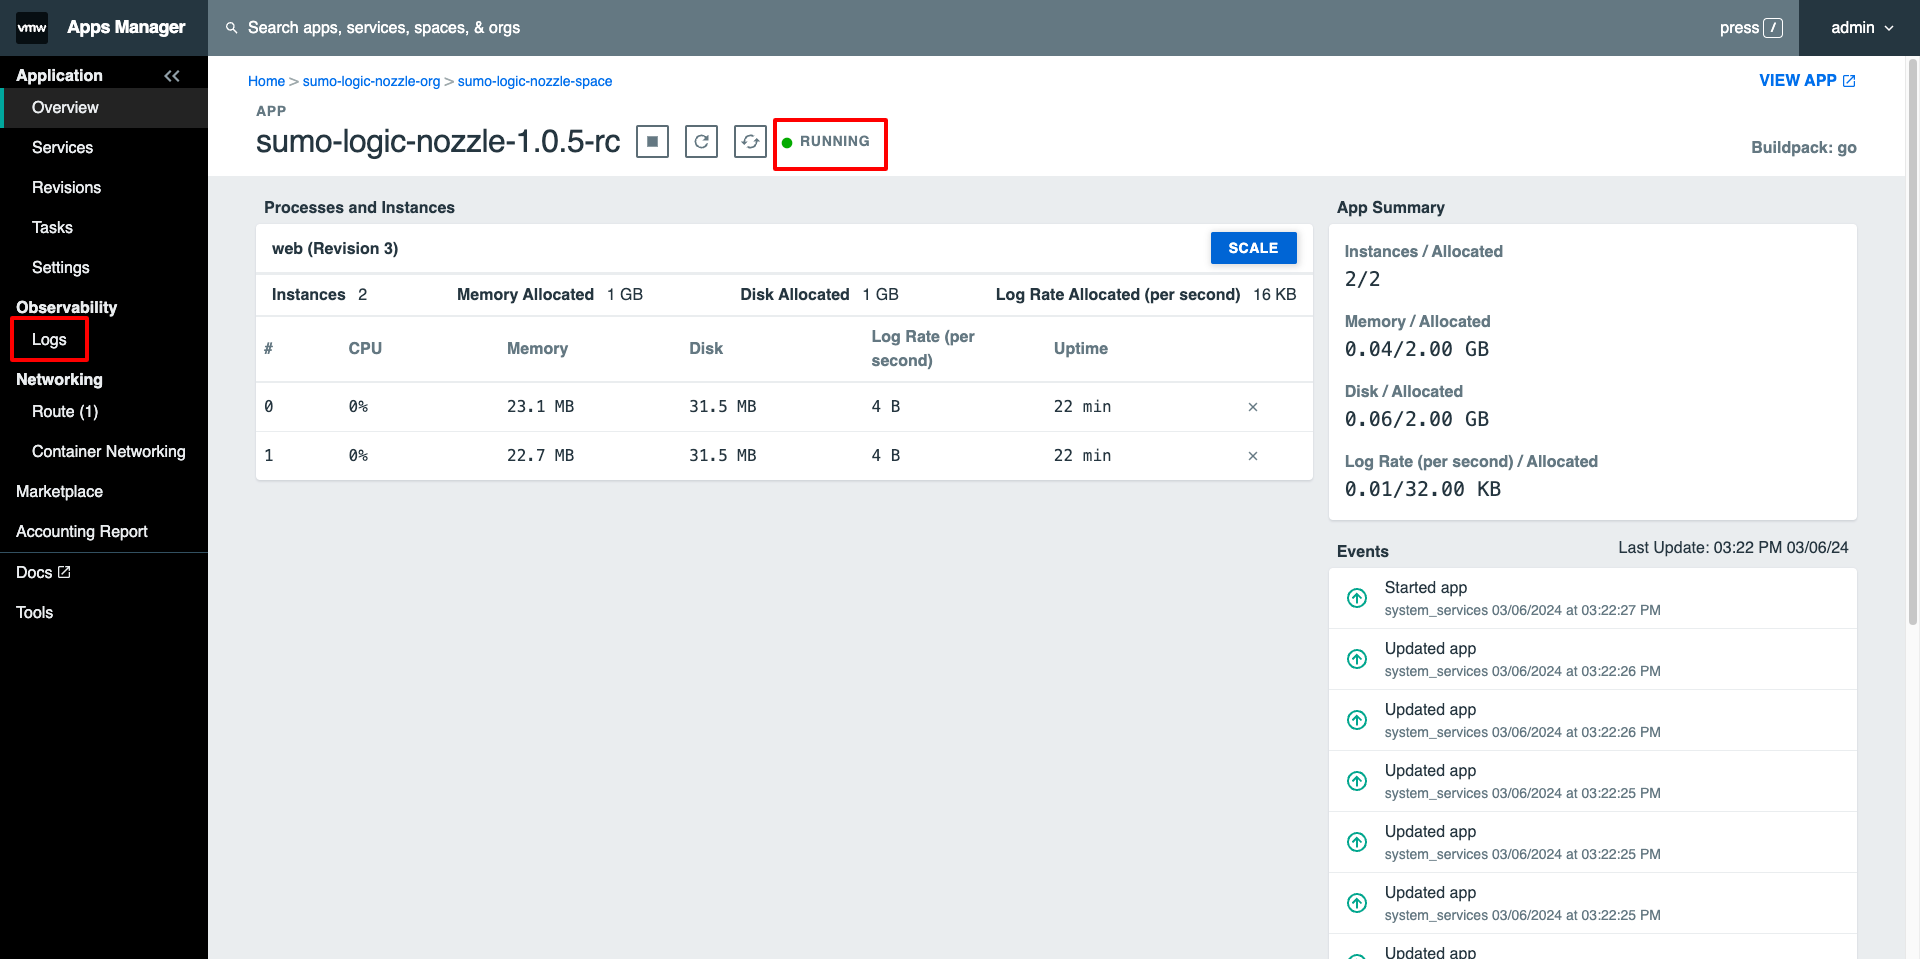 vmw Apps Manager
Search apps, services, spaces, & orgs
press /
admin
Application
Overview
Services
Revisions
Tasks
Settings
Observability
Logs
Networking
Route (1)
Container Networking
Marketplace
Accounting Report
Docs
Tools
Home > sumo-logic-nozzle-org > sumo-logic-nozzle-space
VIEW APP
APP
sumo-logic-nozzle-1.0.5-rc
RUNNING
Buildpack: go
Processes and Instances
web (Revision 3)
SCALE
Instances 2 Memory Allocated 1 GB Disk Allocated 1 GB Log Rate Allocated (per second) 16 KB
# CPU Memory Disk Log Rate (per second) Uptime
0 0% 23.1 MB 31.5 MB 4 B 22 min
1 0% 22.7 MB 31.5 MB 4 B 22 min
App Summary
Instances / Allocated
2/2
Memory / Allocated
0.04/2.00 GB
Disk / Allocated
0.06/2.00 GB
Log Rate (per second) / Allocated
0.01/32.00 KB
Events
Last Update: 03:22 PM 03/06/24
Started app
system_services 03/06/2024 at 03:22:27 PM
Updated app
system_services 03/06/2024 at 03:22:26 PM
Updated app
system_services 03/06/2024 at 03:22:26 PM
Updated app
system_services 03/06/2024 at 03:22:25 PM
Updated app
system_services 03/06/2024 at 03:22:25 PM
Updated app
system_services 03/06/2024 at 03:22:25 PM
Updated app